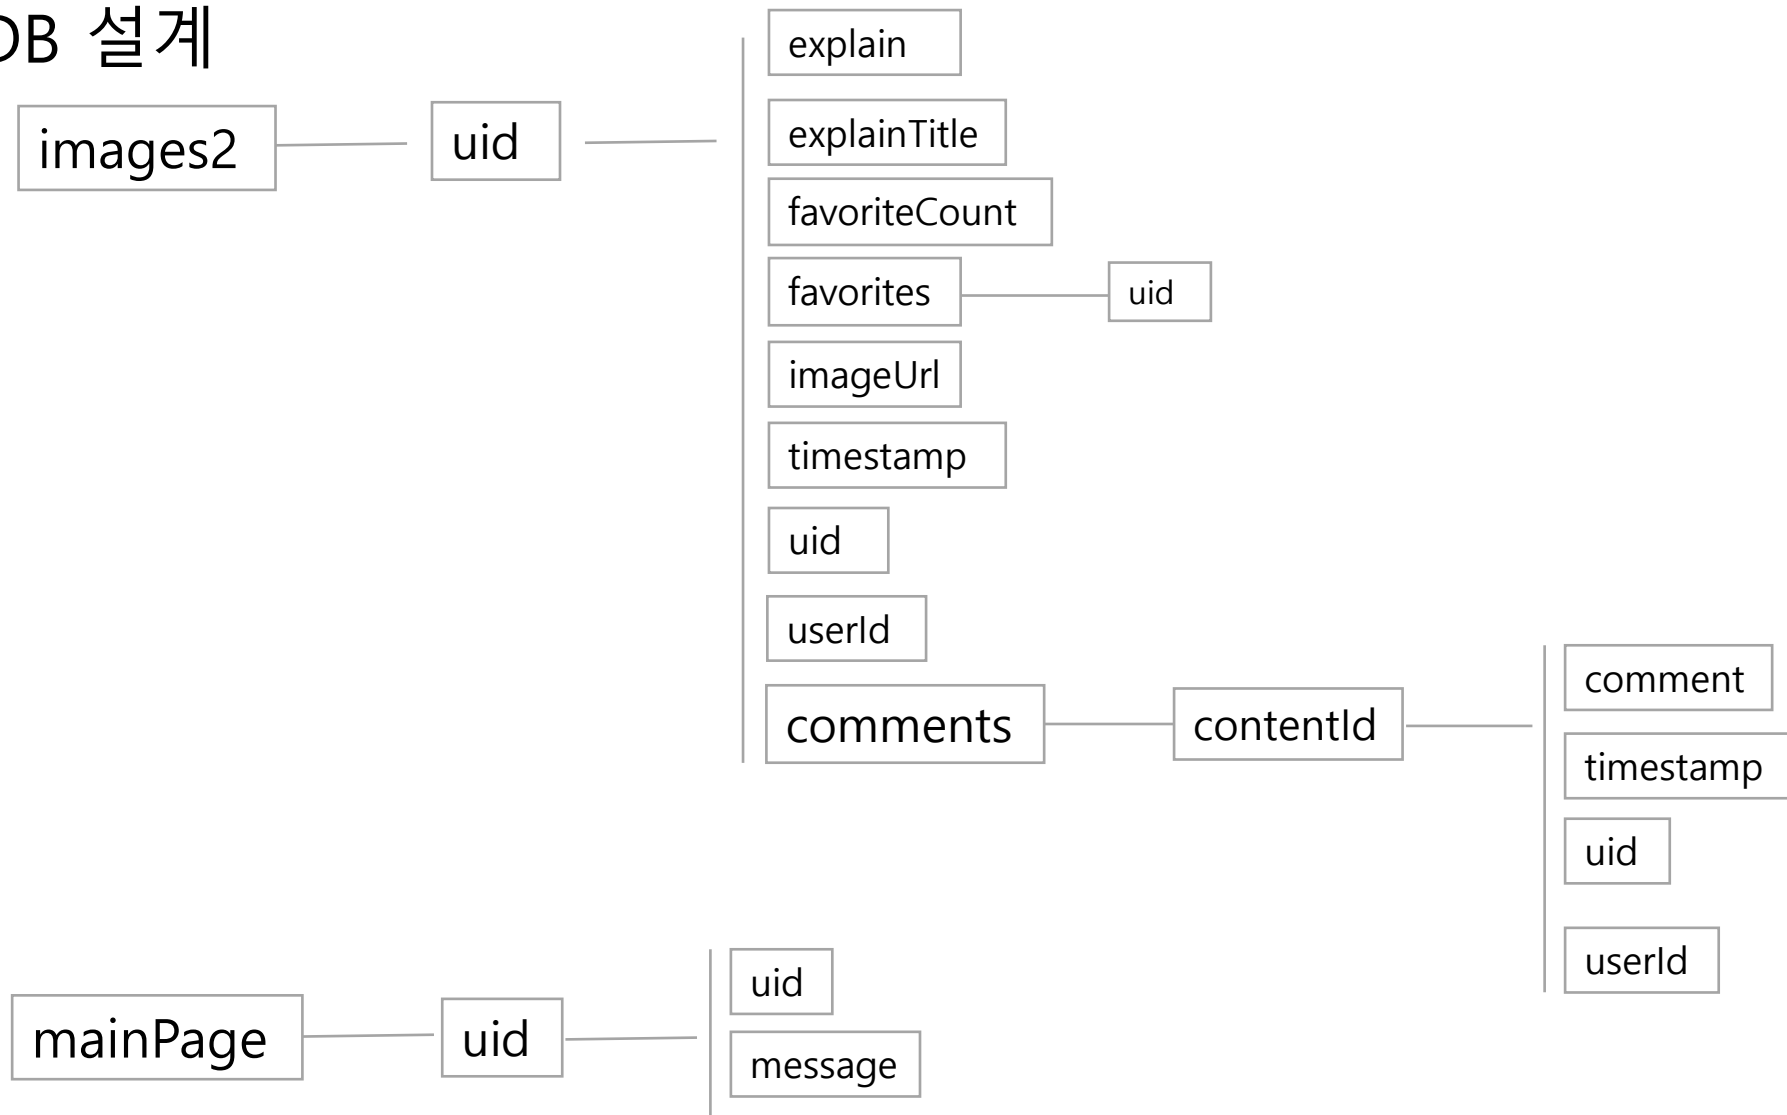 DB 설계
images2
uid
explain
explainTitle
favoriteCount
favorites
uid
imageUrl
timestamp
uid
userId
comments
contentId
comment
timestamp
uid
userId
mainPage
uid
uid
message